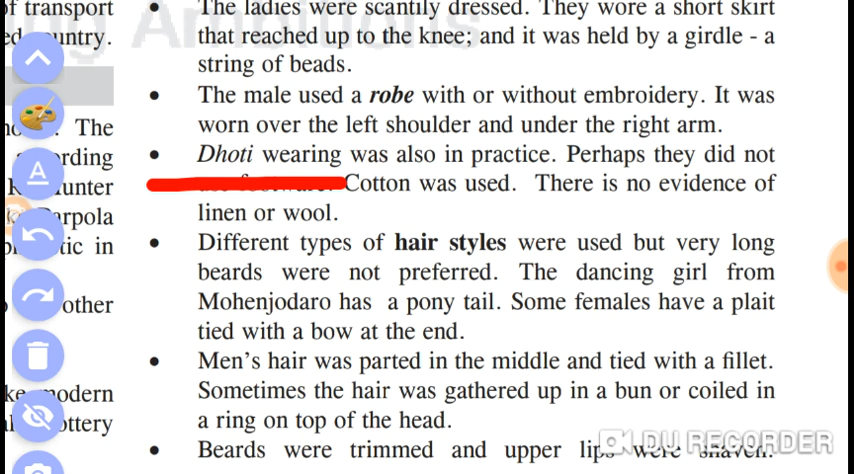 f transport
The ladies were scantily dressed. They wore a short skirt
ed
untry.
that reached up to the knee; and it was held by a girdle - a
string of beads.
• The male used a robe with or without embroidery. It was
The
worn over the left shoulder and under the right arm.
rding
• Dhoti wearing was also in practice. Perhaps they did not
unter
Cotton was used. There is no evidence of
arpola
linen or wool.
tic in
• Different types of hair styles were used but very long
beards were not preferred. The dancing girl from
other
Mohenjodaro has a pony tail. Some females have a plait
tied with a bow at the end.
• Men's hair was parted in the middle and tied with a fillet.
odern
Sometimes the hair was gathered up in a bun or coiled in
ottery
a ring on top of the head.
• Beards were trimmed and upper lips were shaven.
A
DU RECORDER